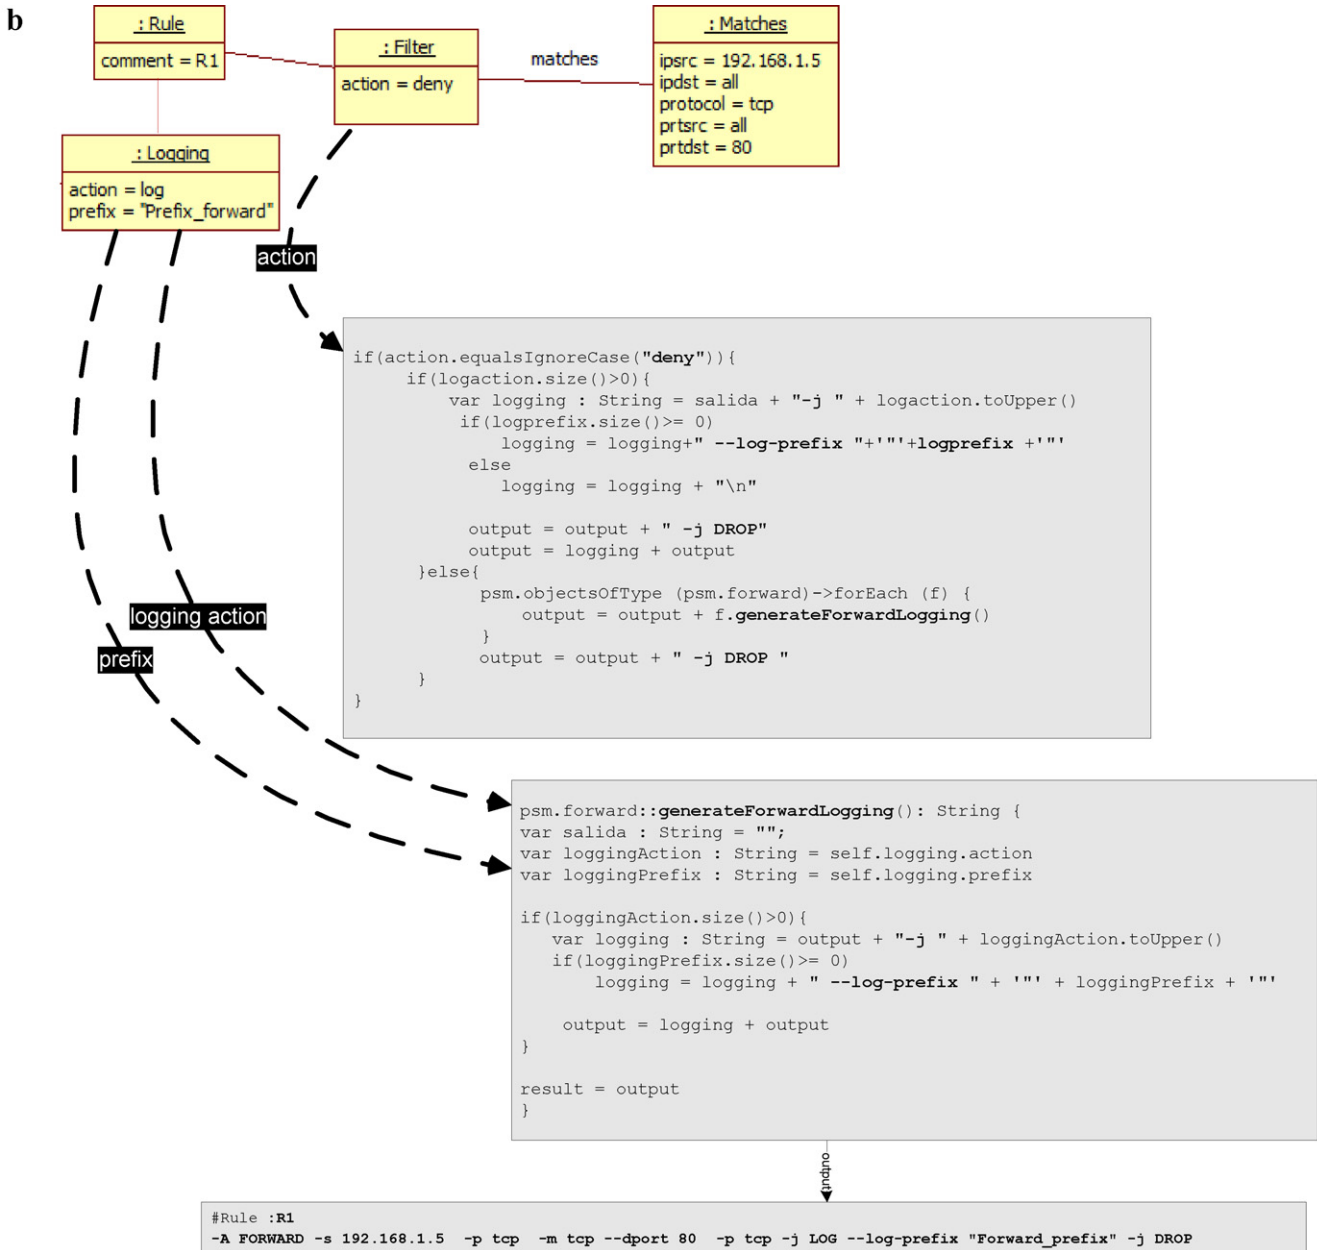 b
: Rule
comment = R1
: Filter
action = deny
matches
: Matches
ipsrc = 192.168.1.5
ipdst = all
protocol = tcp
prtsrc = all
prtdst = 80
: Logging
action = log
prefix = "Prefix_forward"
action
if(action.equalsIgnoreCase("deny")){
if(logaction.size()>0){
var logging : String = salida + "-j " + logaction.toUpper()
if(logprefix.size()>= 0)
logging = logging+" --log-prefix "+'"'+logprefix +'"'
else
logging = logging + "\n"
output = output + " -j DROP"
output = logging + output
}else{
psm.objectsOfType (psm.forward)->forEach (f) {
output = output + f.generateForwardLogging()
}
output = output + " -j DROP "
}
}
logging action
prefix
psm.forward::generateForwardLogging(): String {
var salida : String = "";
var loggingAction : String = self.logging.action
var loggingPrefix : String = self.logging.prefix
if(loggingAction.size()>0){
var logging : String = output + "-j " + loggingAction.toUpper()
if(loggingPrefix.size()>= 0)
logging = logging + " --log-prefix " + '"' + loggingPrefix + '"'
output = logging + output
}
result = output
}
output
#Rule :R1
-A FORWARD -s 192.168.1.5  -p tcp  -m tcp --dport 80  -p tcp -j LOG --log-prefix "Forward_prefix" -j DROP